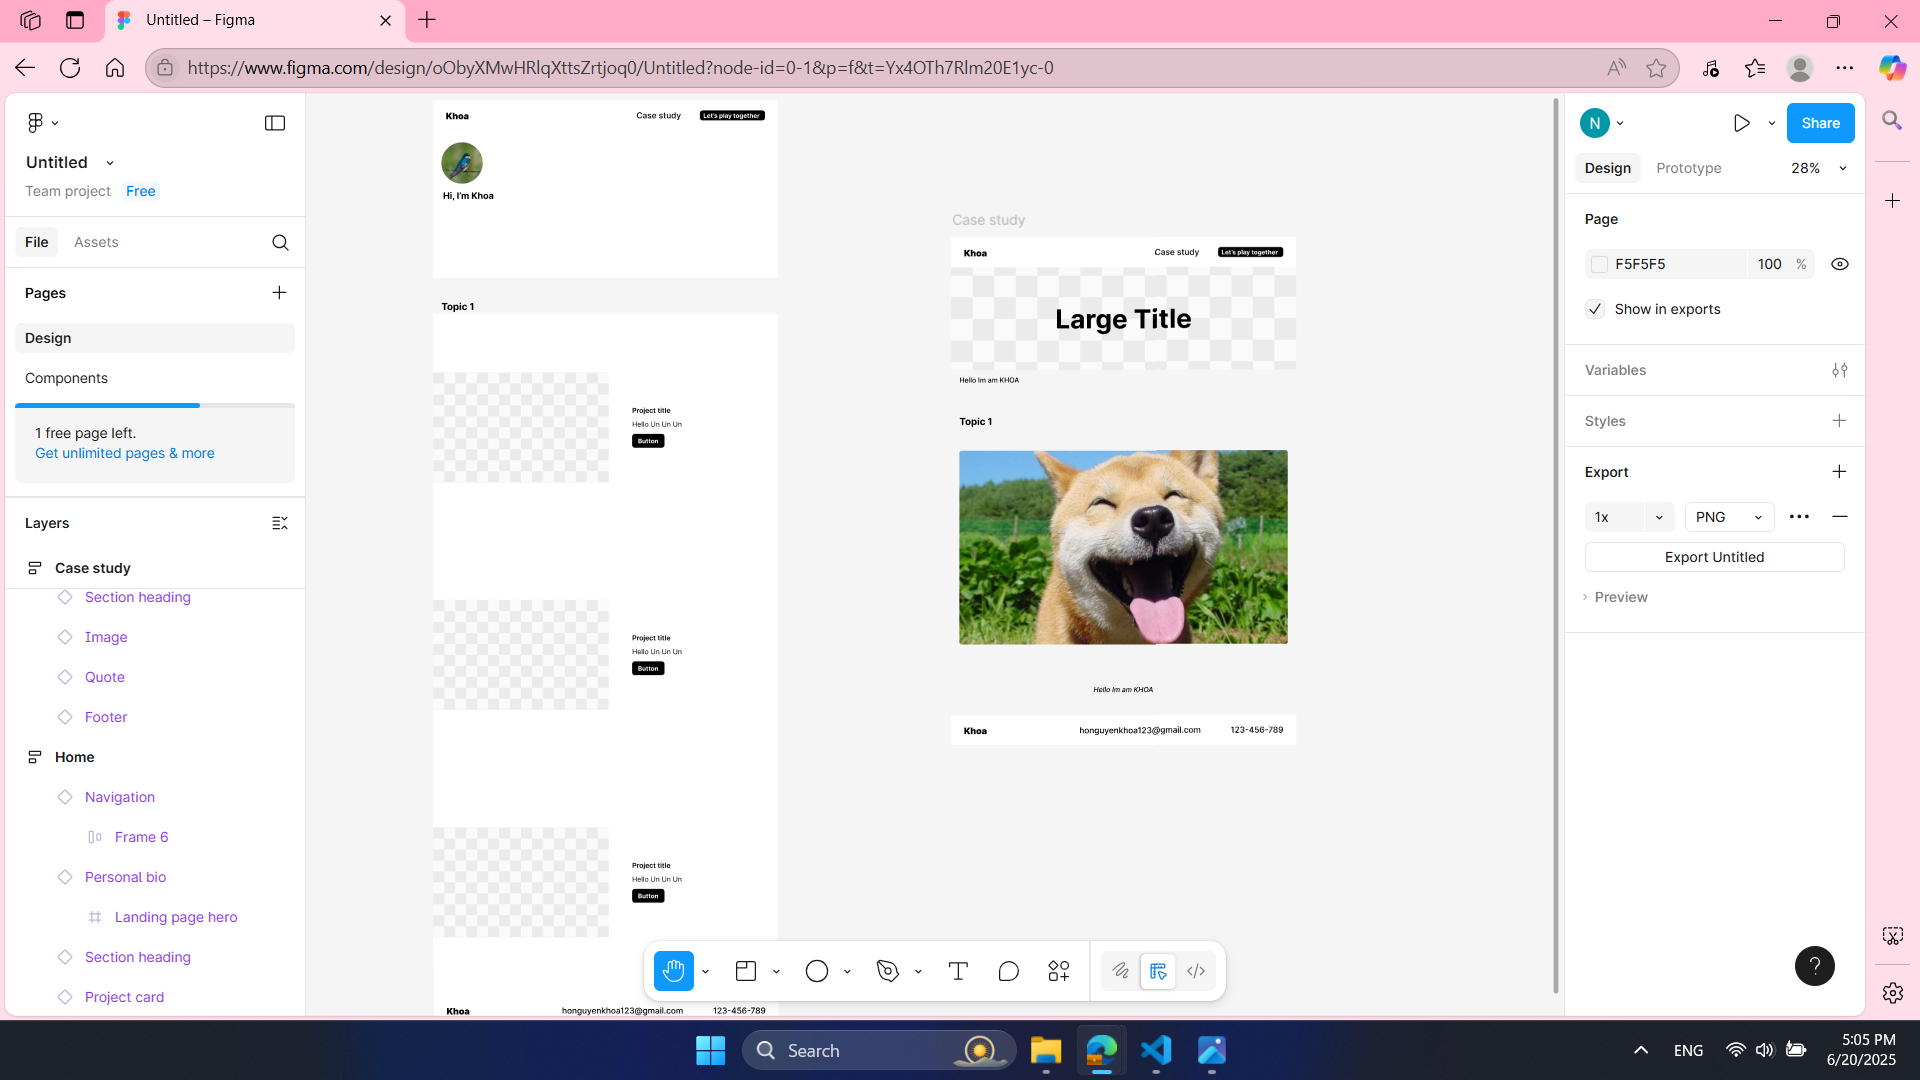 Untitled – Figma
https://www.figma.com/design/oObyXMwHRlqXttsZrtjoq0/Untitled?node-id=0-1&p=f&t=Yx4OTh7Rlm20E1yc-0
Untitled
Team project Free
File Assets
Pages
Design
Components
1 free page left.
Get unlimited pages & more
Layers
Case study
Section heading
Image
Quote
Footer
Home
Navigation
Frame 6
Personal bio
Landing page hero
Section heading
Project card
Khoa Case study Let's play together
Hi, I'm Khoa
Topic 1
Project title
Hello Un Un Un
Button
Project title
Hello Un Un Un
Button
Project title
Hello Un Un Un
Button
Khoa honguyenkhoa123@gmail.com 123-456-789
Case study
Khoa Case study Let's play together
Large Title
Hello Im am KHOA
Topic 1
Hello Im am KHOA
Khoa honguyenkhoa123@gmail.com 123-456-789
N Share
Design Prototype 28%
Page
F5F5F5 100 %
Show in exports
Variables
Styles
Export
1x PNG
Export Untitled
Preview
?
Search
ENG
5:05 PM
6/20/2025